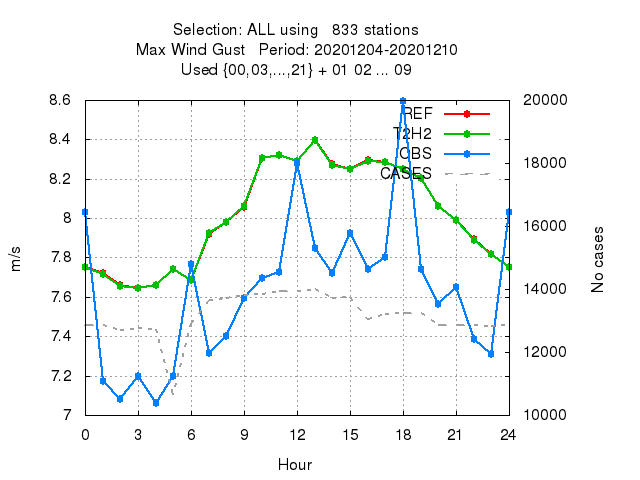 Selection: ALL using   833 stations
Max Wind Gust   Period: 20201204-20201210
Used {00,03,...,21} + 01 02 ... 09
8.6
8.4
8.2
8
7.8
7.6
7.4
7.2
7
20000
18000
16000
14000
12000
10000
REF
T2H2
OBS
CASES
m/s
No cases
0 3 6 9 12 15 18 21 24
Hour